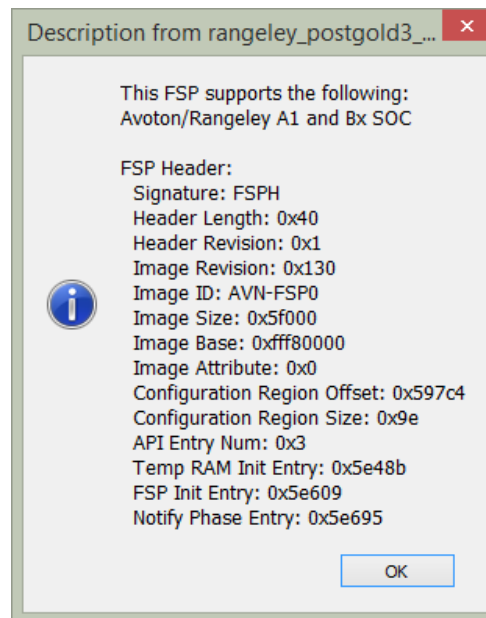 Description from rangeley_postgold3_...
This FSP supports the following:
Avoton/Rangeley A1 and Bx SOC
FSP Header:
Signature: FSPH
Header Length: 0x40
Header Revision: 0x1
Image Revision: 0x130
Image ID: AVN-FSP0
Image Size: 0x5f000
Image Base: 0xfff80000
Image Attribute: 0x0
Configuration Region Offset: 0x597c4
Configuration Region Size: 0x9e
API Entry Num: 0x3
Temp RAM Init Entry: 0x5e48b
FSP Init Entry: 0x5e609
Notify Phase Entry: 0x5e695
OK